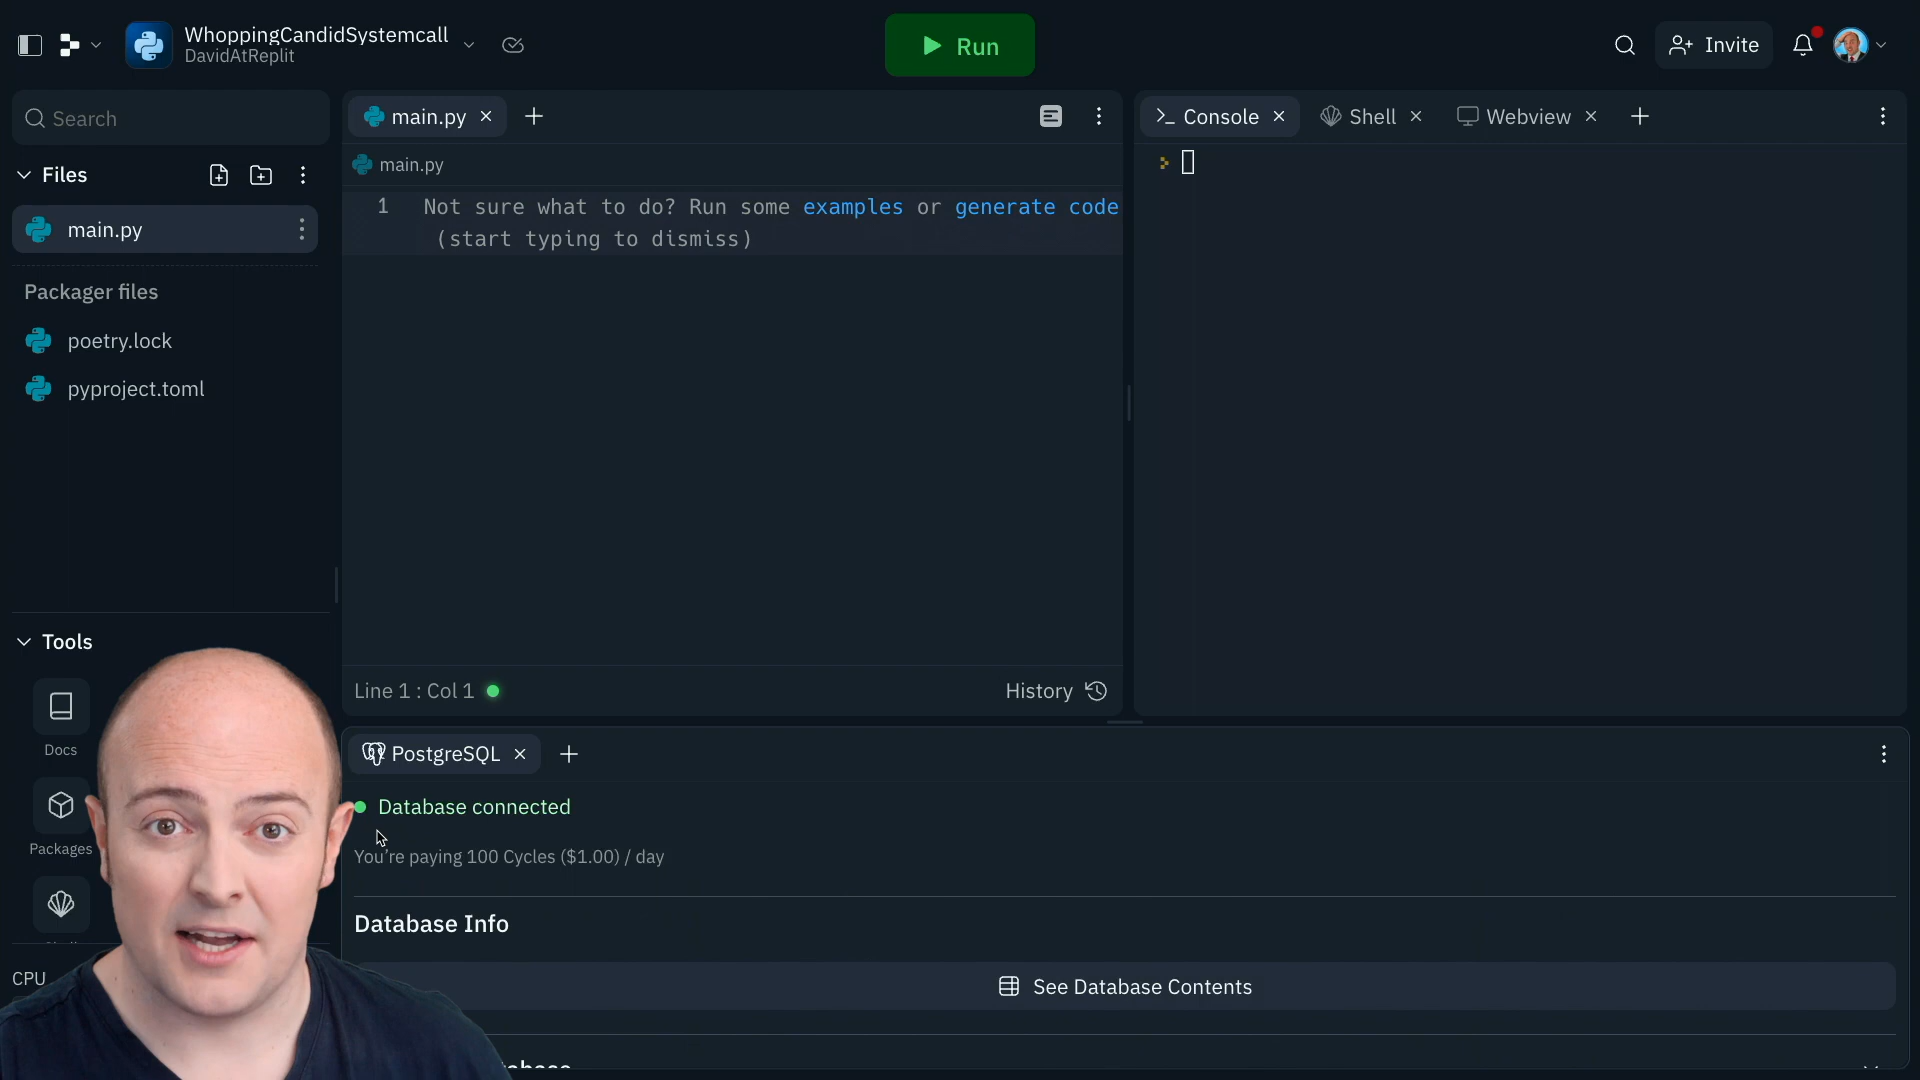 WhoppingCandidSystemcall
DavidAtReplit
Run
Invite
Search
Files
main.py
Packager files
poetry.lock
pyproject.toml
Tools
Docs
Packages
CPU
main.py
main.py
1 Not sure what to do? Run some examples or generate code
(start typing to dismiss)
Line 1 : Col 1
History
Console
Shell
Webview
PostgreSQL
Database connected
You're paying 100 Cycles ($1.00) / day
Database Info
See Database Contents